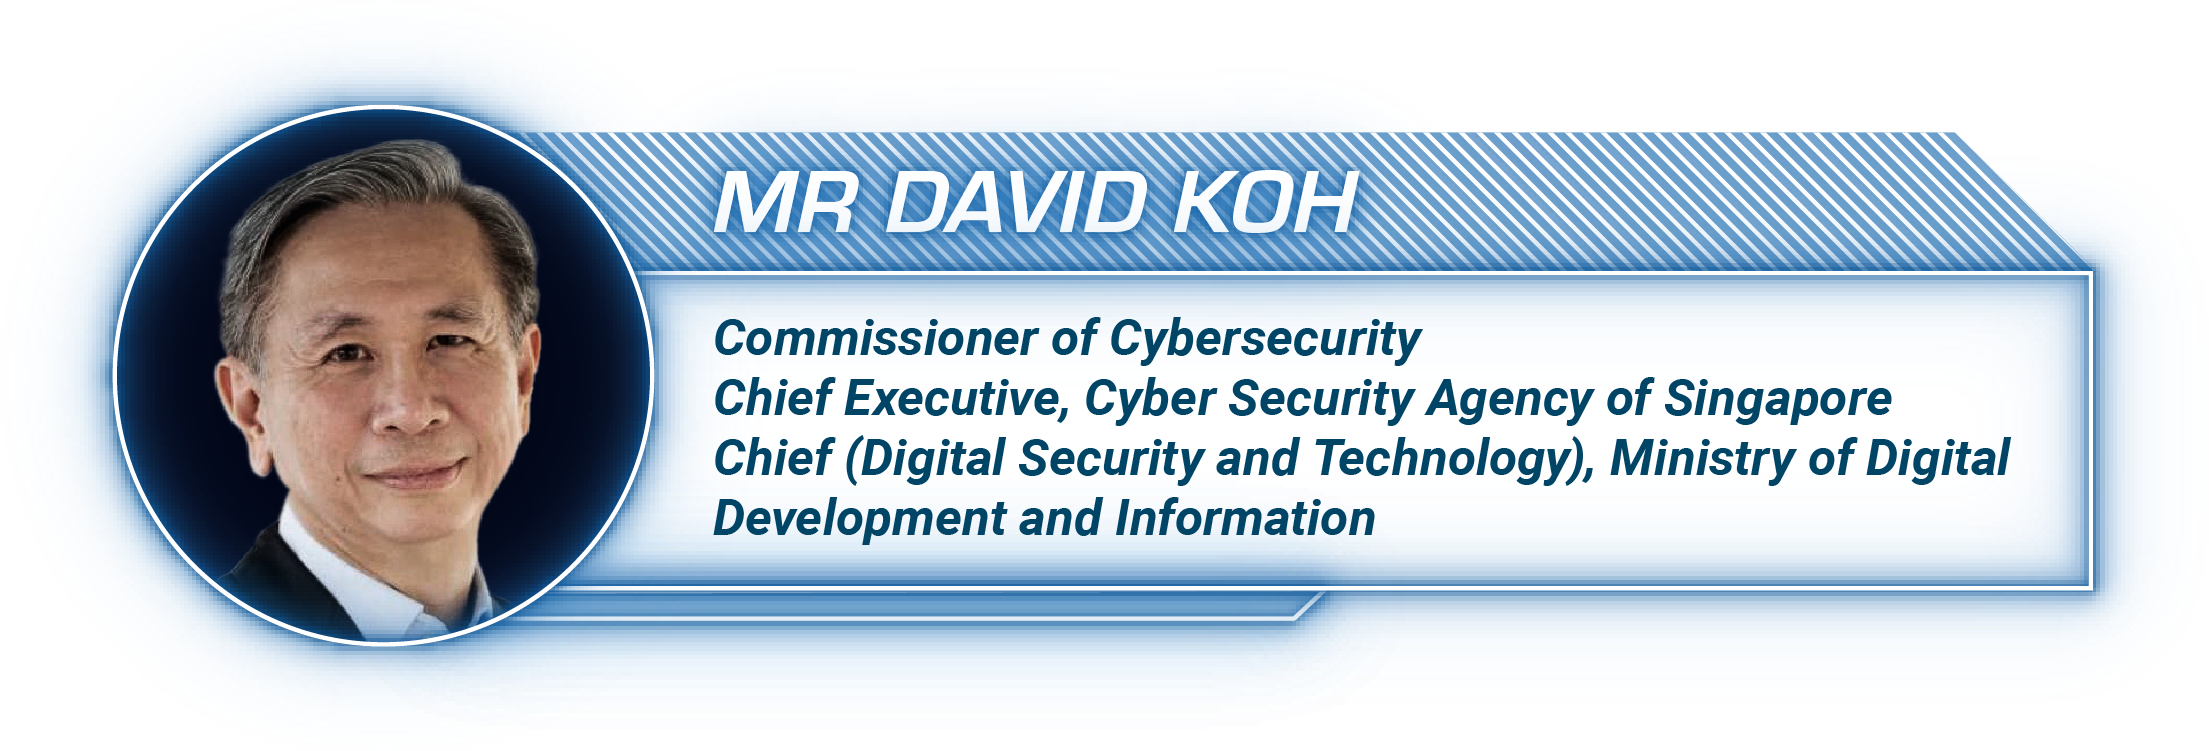 MR DAVID KOH
Commissioner of Cybersecurity
Chief Executive, Cyber Security Agency of Singapore
Chief (Digital Security and Technology), Ministry of Digital
Development and Information